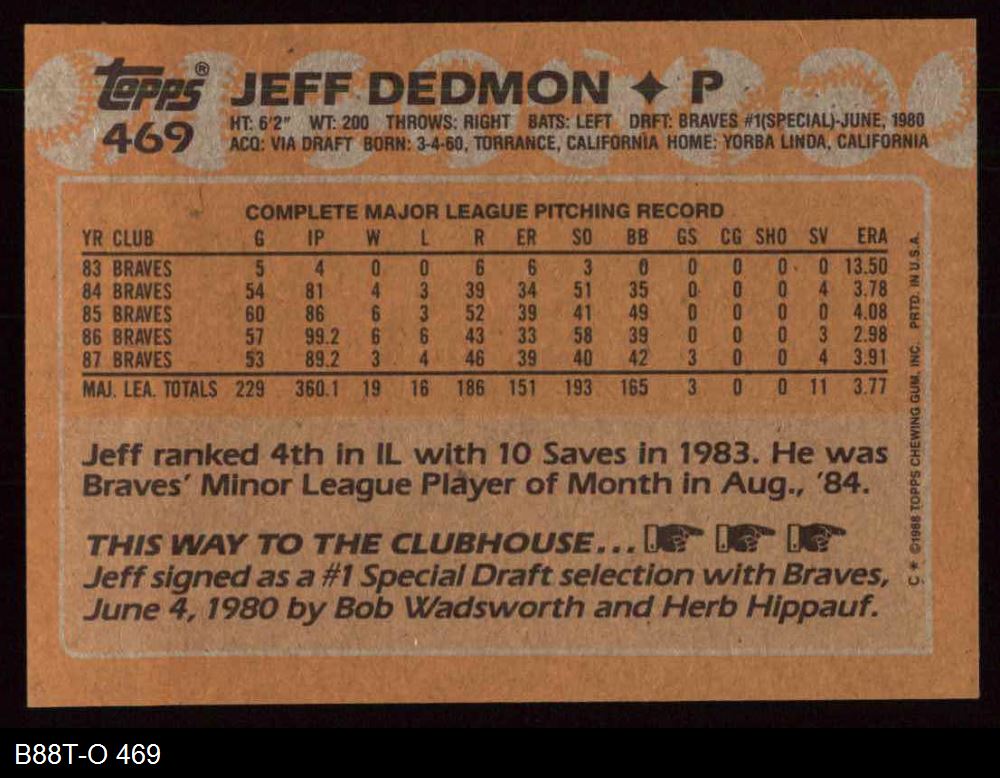 Topps® JEFF DEDMON ✦ P
469
HT: 6'2" WT: 200 THROWS: RIGHT BATS: LEFT DRFT: BRAVES #1(SPECIAL)-JUNE, 1980
ACQ: VIA DRAFT BORN: 3-4-60, TORRANCE, CALIFORNIA HOME: YORBA LINDA, CALIFORNIA
COMPLETE MAJOR LEAGUE PITCHING RECORD
YR CLUB G IP W L R ER SO BB GS CG SHO SV ERA
83 BRAVES 5 4 0 0 6 6 3 0 0 0 0 0 13.50
84 BRAVES 54 81 4 3 39 34 51 35 0 0 0 4 3.78
85 BRAVES 60 86 6 3 52 39 41 49 0 0 0 0 4.08
86 BRAVES 57 99.2 6 6 43 33 58 39 0 0 0 3 2.98
87 BRAVES 53 89.2 3 4 46 39 40 42 3 0 0 4 3.91
MAJ. LEA. TOTALS 229 360.1 19 16 186 151 193 165 3 0 0 11 3.77
Jeff ranked 4th in IL with 10 Saves in 1983. He was
Braves' Minor League Player of Month in Aug., '84.
THIS WAY TO THE CLUBHOUSE...
Jeff signed as a #1 Special Draft selection with Braves,
June 4, 1980 by Bob Wadsworth and Herb Hippauf.
C * ©1988 TOPPS CHEWING GUM, INC. PRTD. IN U.S.A.
B88T-O 469